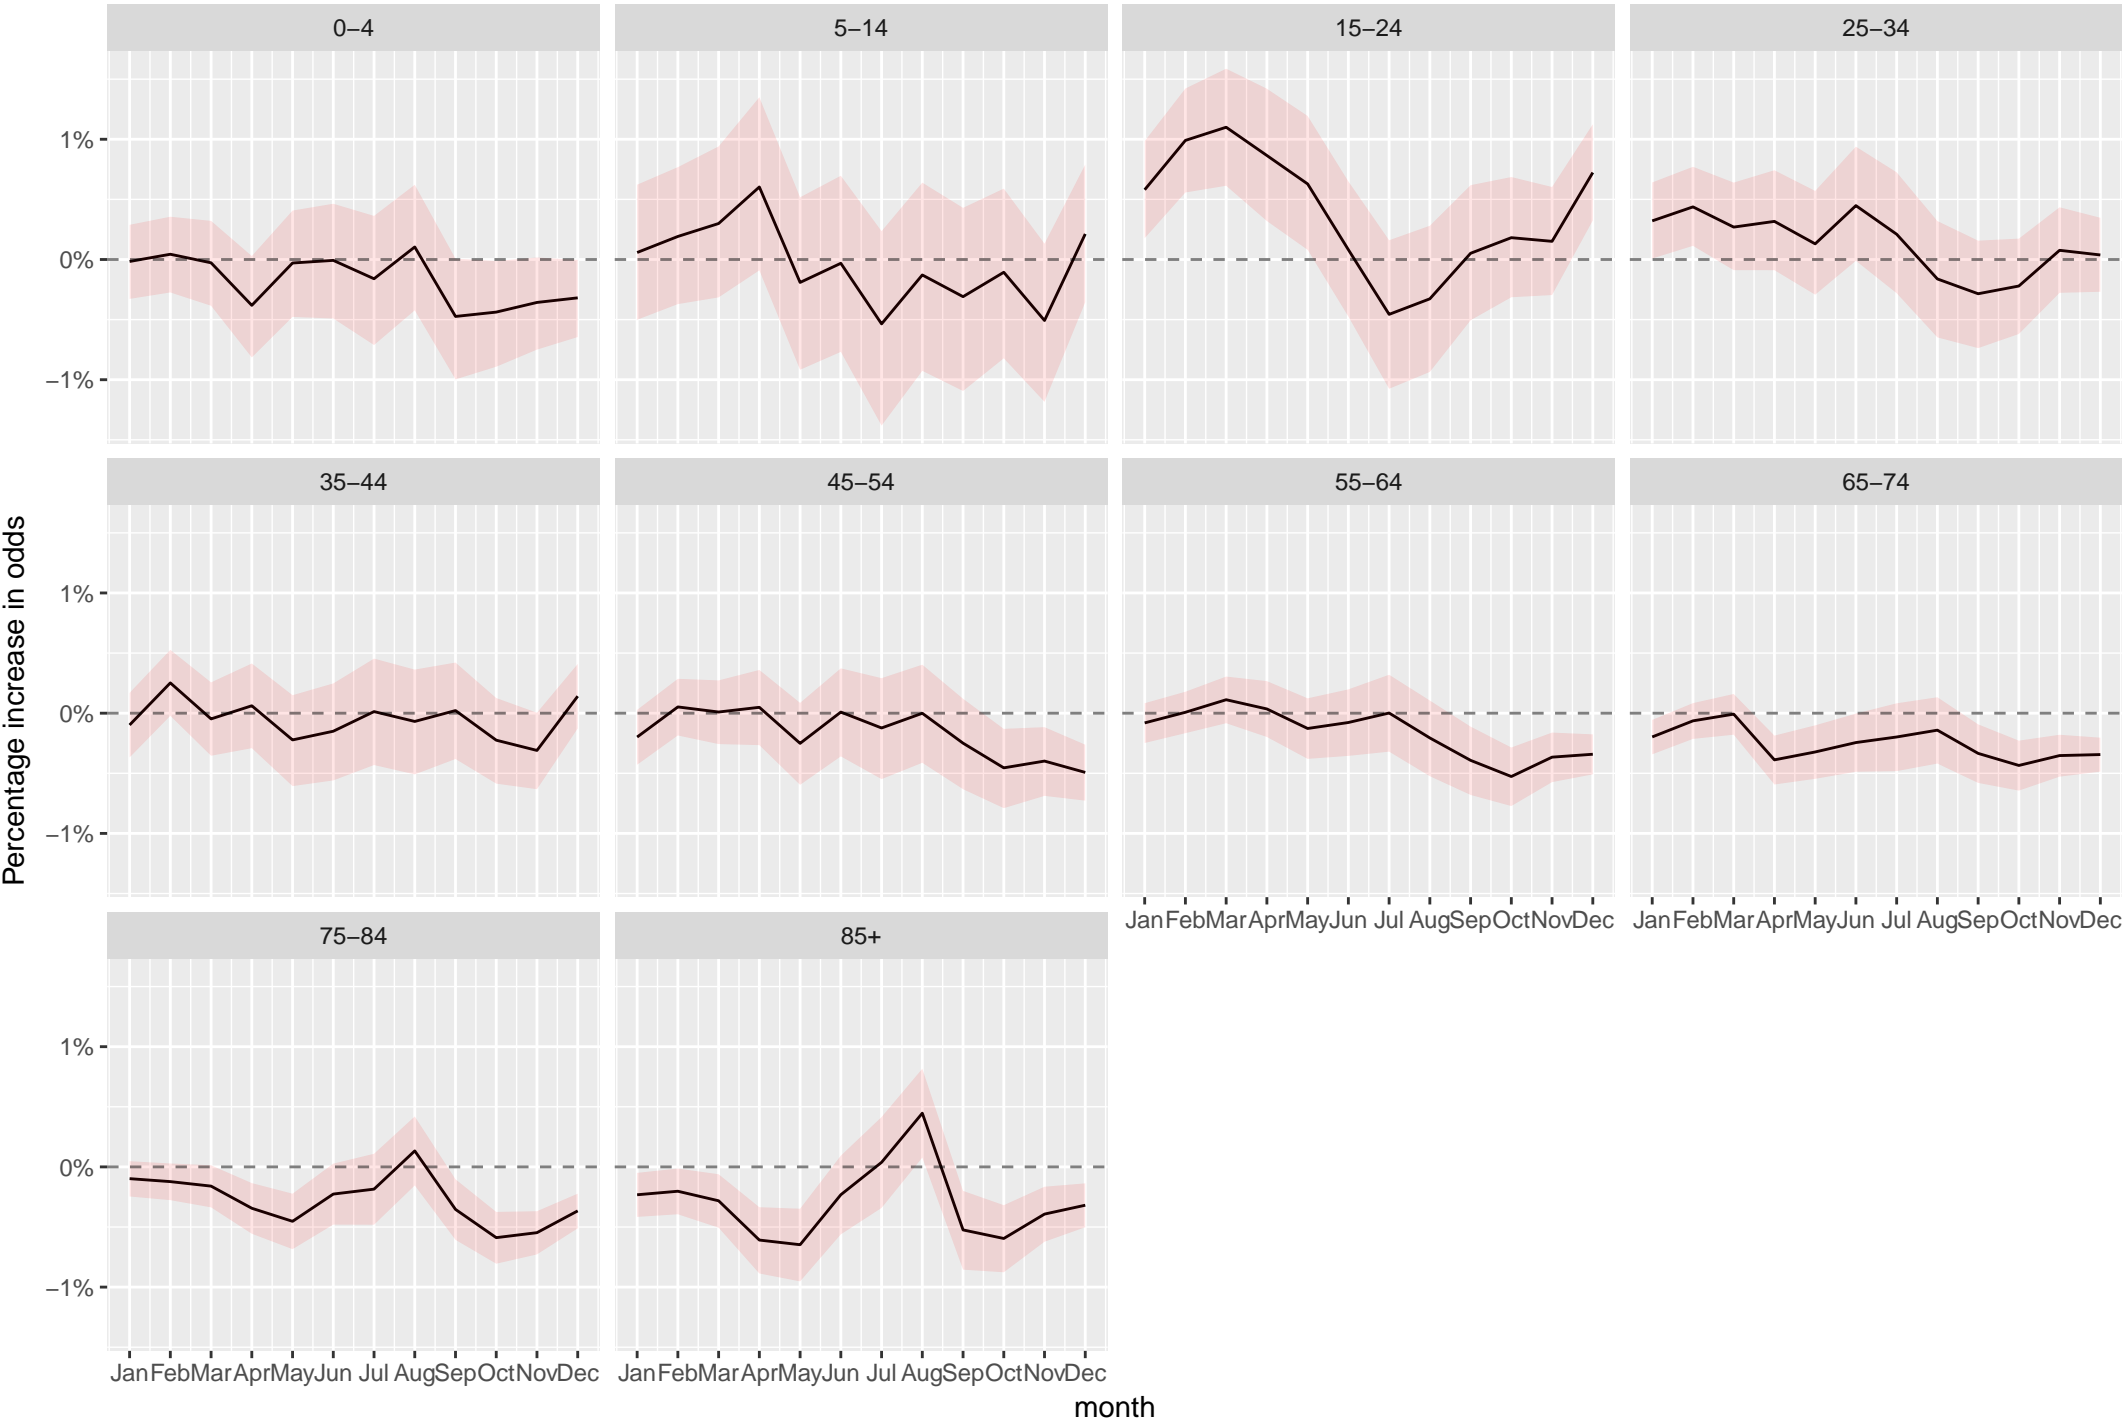 0–4 5–14 15–24 25–34
1%
0%
−1%
35–44 45–54 55–64 65–74
1%
0%
−1%
Jan Feb Mar Apr May Jun Jul Aug Sep Oct Nov Dec Jan Feb Mar Apr May Jun Jul Aug Sep Oct Nov Dec
75–84 85+
1%
0%
−1%
Jan Feb Mar Apr May Jun Jul Aug Sep Oct Nov Dec Jan Feb Mar Apr May Jun Jul Aug Sep Oct Nov Dec
month
Percentage increase in odds